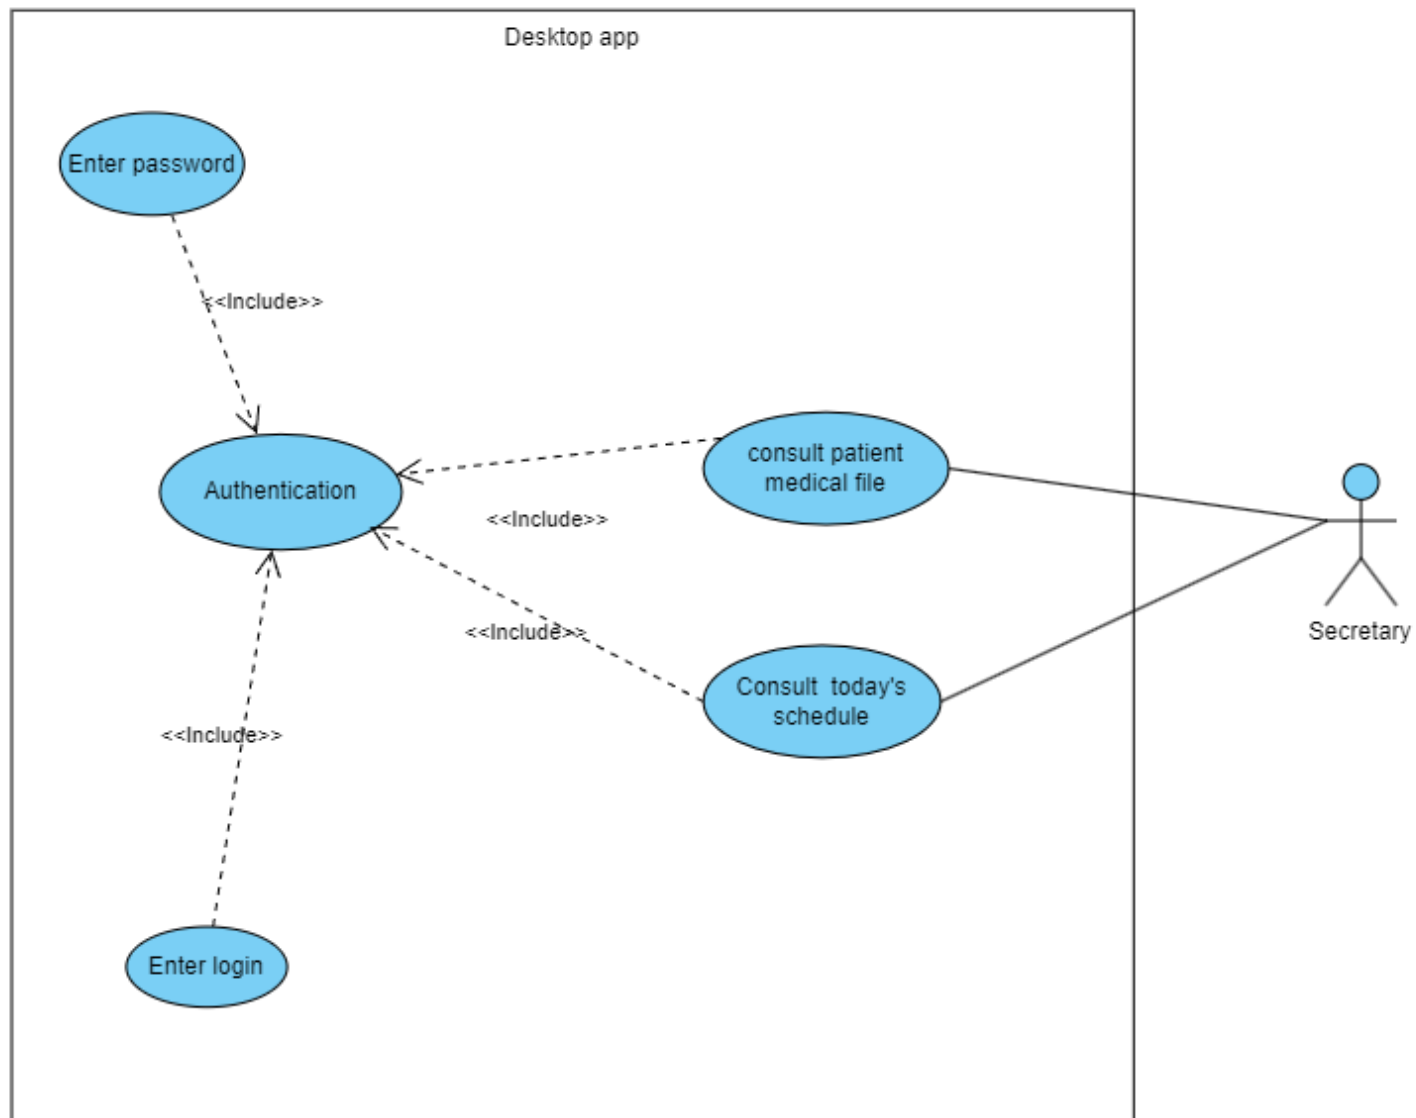 Desktop app
Enter password
<<Include>>
Authentication
consult patient
medical file
<<Include>>
Secretary
<<Include>>
Consult  today's
schedule
<<Include>>
Enter login